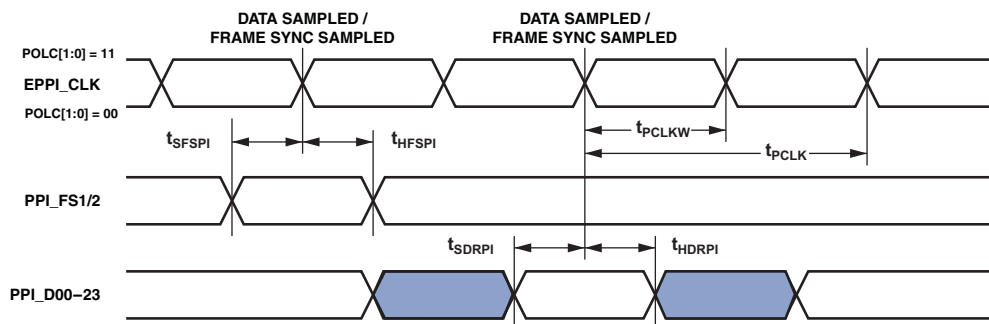 DATA SAMPLED /
FRAME SYNC SAMPLED
DATA SAMPLED /
FRAME SYNC SAMPLED
POLC[1:0] = 11
EPPI_CLK
POLC[1:0] = 00
tSFSPI
tHFSPI
tPCLKW
tPCLK
PPI_FS1/2
tSDRPI
tHDRPI
PPI_D00–23